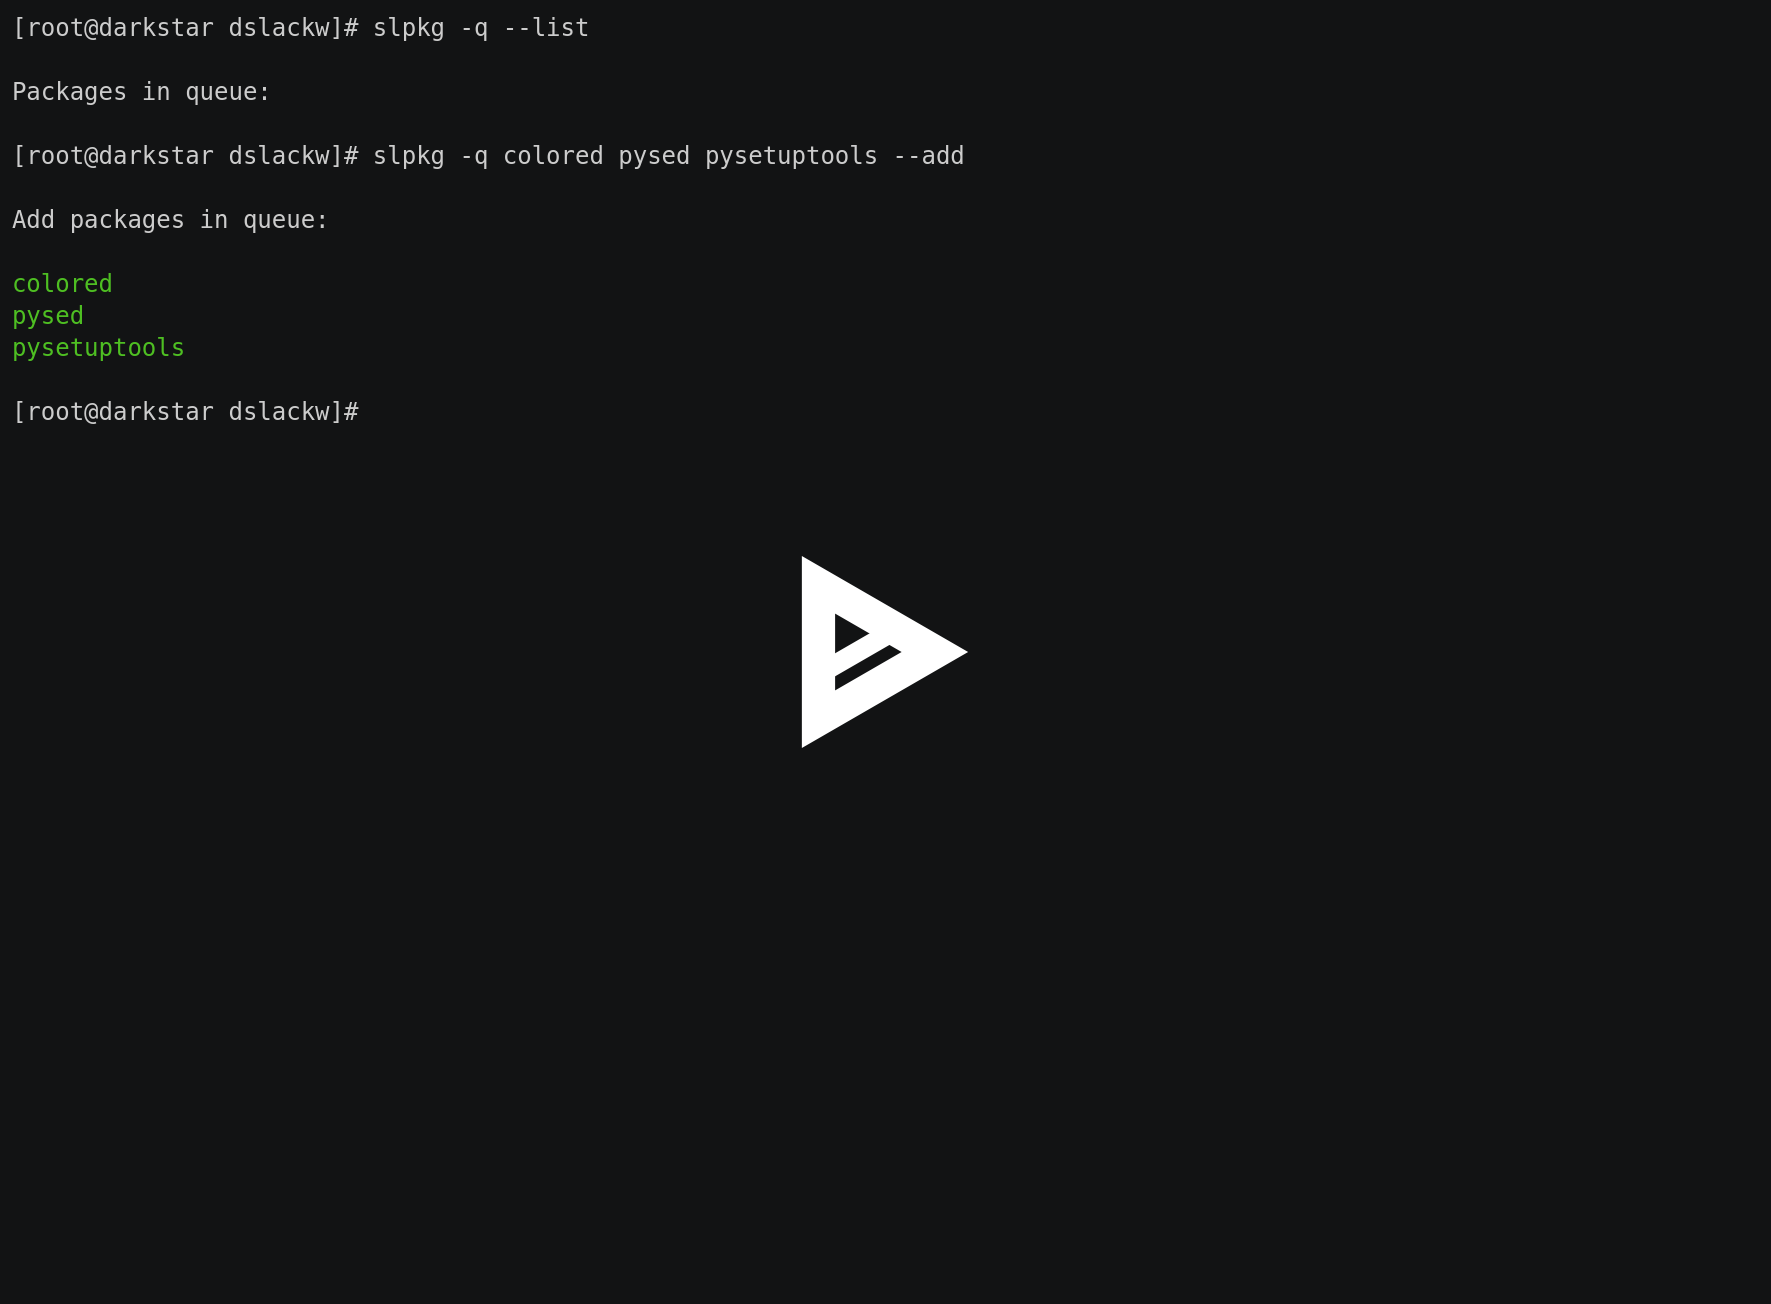 [root@darkstar dslackw]# slpkg -q --list
Packages in queue:
[root@darkstar dslackw]# slpkg -q colored pysed pysetuptools --add
Add packages in queue:
colored
pysed
pysetuptools
[root@darkstar dslackw]#